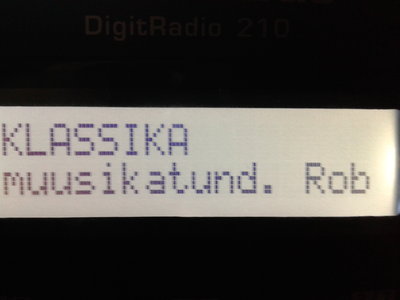 DigitRadio 210
KLASSIKA
muusikatund. Rob